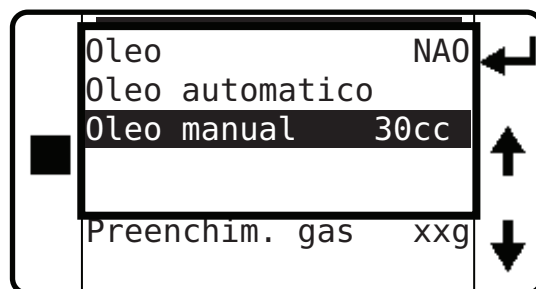 Oleo NAO
Oleo automatico
Oleo manual 30cc
Preenchim. gas xxg